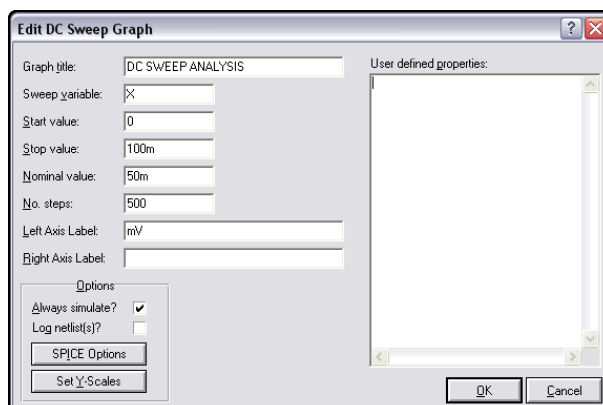 Edit DC Sweep Graph
Graph title: DC SWEEP ANALYSIS
Sweep variable: X
Start value: 0
Stop value: 100m
Nominal value: 50m
No. steps: 500
Left Axis Label: mV
Right Axis Label:
Options
Always simulate?
Log netlist(s)?
SPICE Options
Set Y-Scales
User defined properties:
OK Cancel